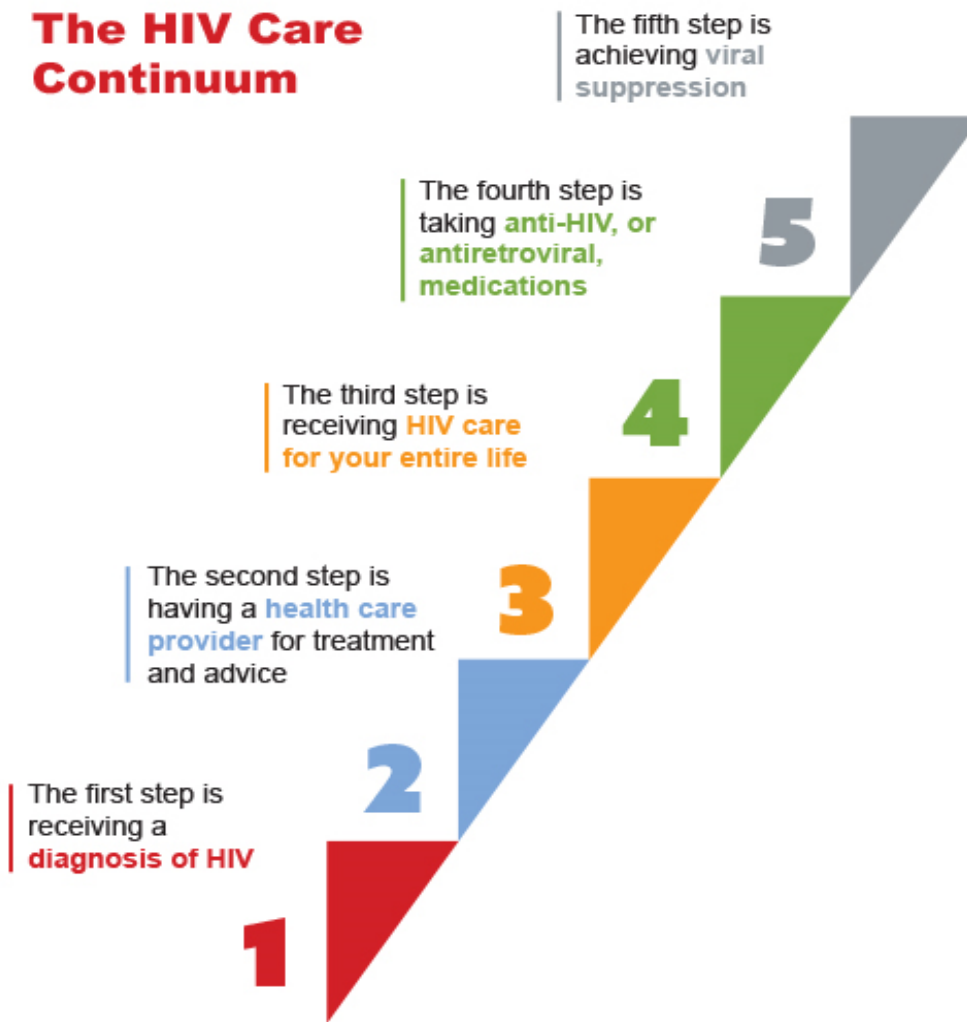 The HIV Care
Continuum
The fifth step is
achieving viral
suppression
5
The fourth step is
taking anti-HIV, or
antiretroviral,
medications
4
The third step is
receiving HIV care
for your entire life
3
The second step is
having a health care
provider for treatment
and advice
2
The first step is
receiving a
diagnosis of HIV
1